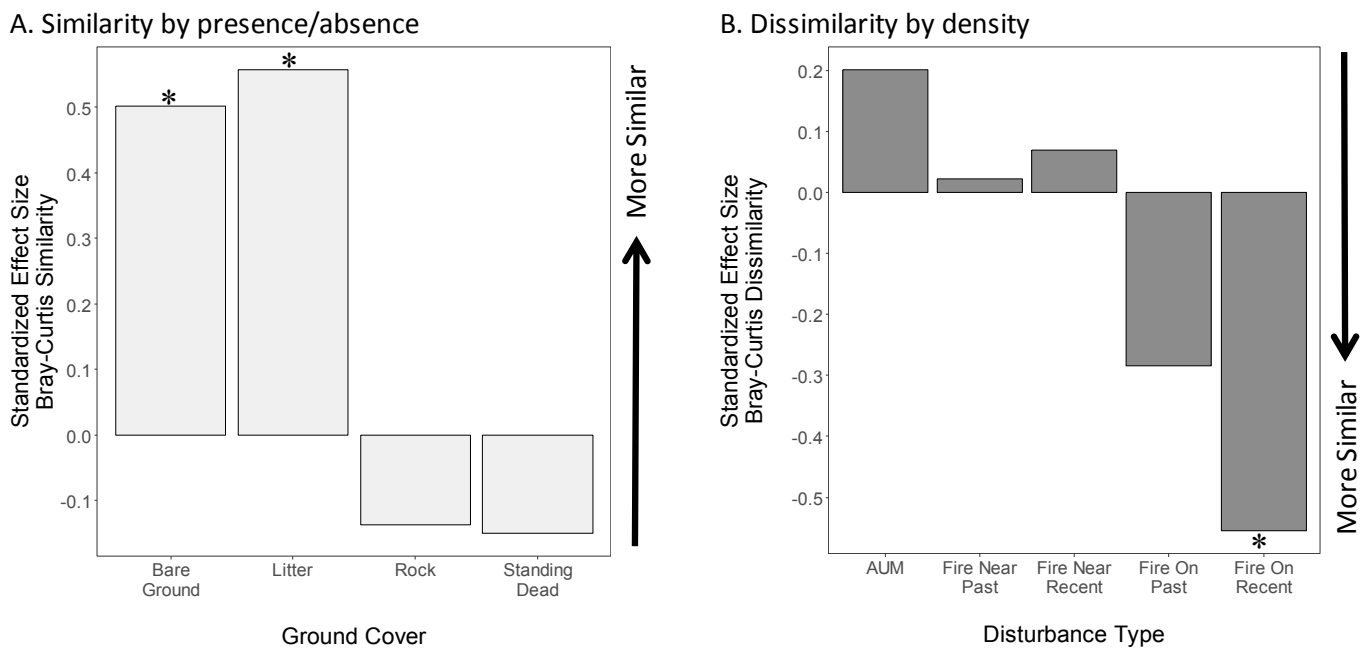 A. Similarity by presence/absence
Standardized Effect Size
Bray-Curtis Similarity
0.5
0.4
0.3
0.2
0.1
0.0
-0.1
*
*
Bare
Ground
Litter
Rock
Standing
Dead
Ground Cover
More Similar
B. Dissimilarity by density
Standardized Effect Size
Bray-Curtis Dissimilarity
0.2
0.1
0.0
-0.1
-0.2
-0.3
-0.4
-0.5
*
AUM
Fire Near
Past
Fire Near
Recent
Fire On
Past
Fire On
Recent
Disturbance Type
More Similar